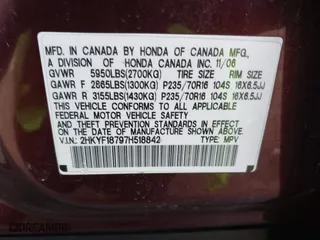 MFD. IN CANADA BY HONDA OF CANADA MFG.,
A DIVISION OF HONDA CANADA INC. 11/06
GVWR 5950LBS(2700KG) TIRE SIZE RIM SIZE
GAWR F 2865LBS(1300KG) P235/70R16 104S 16X6.5JJ
GAWR R 3155LBS(1430KG) P235/70R16 104S 16X6.5JJ
THIS VEHICLE CONFORMS TO ALL APPLICABLE
FEDERAL MOTOR VEHICLE SAFETY
STANDARDS IN EFFECT ON THE DATE OF
MANUFACTURE SHOWN ABOVE.
V.I.N.: 2HKYF18797H518842 TYPE: MPV